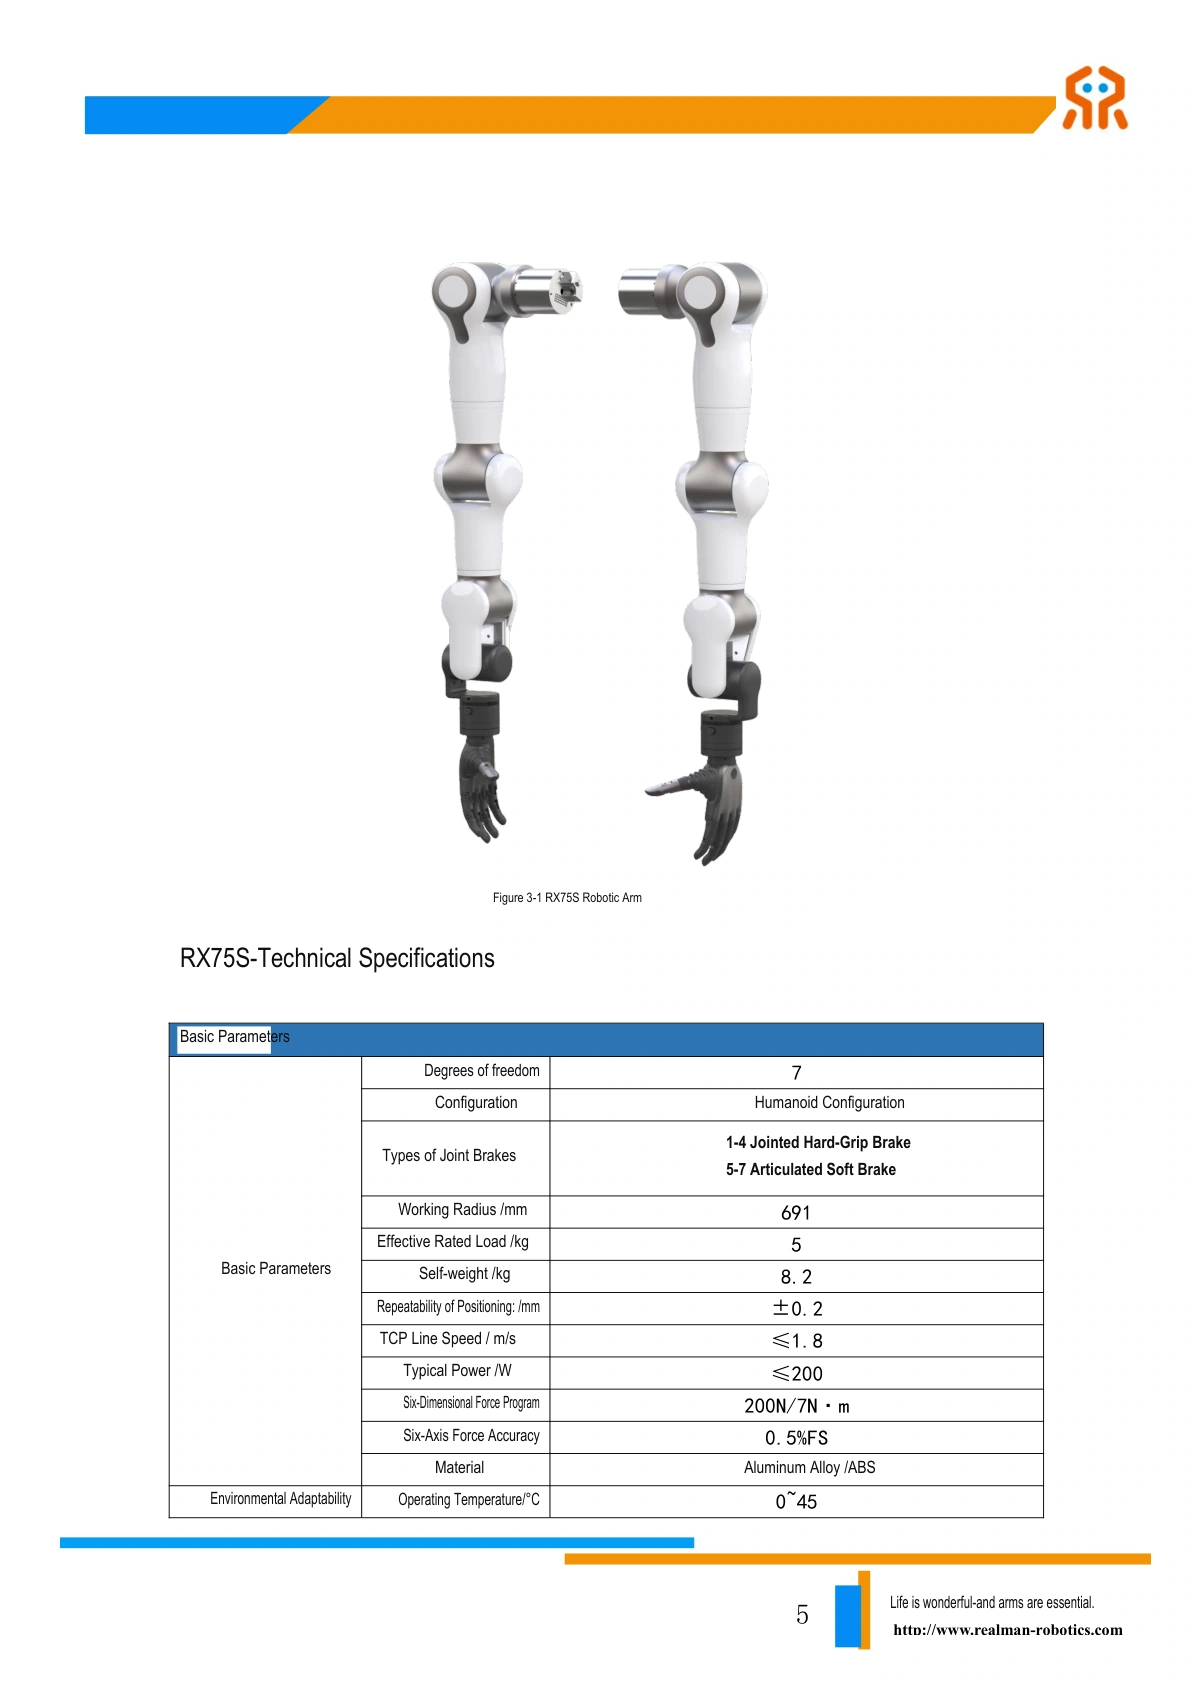 Figure 3-1 RX75S Robotic Arm
RX75S-Technical Specifications
Basic Parameters
Degrees of freedom 7
Configuration Humanoid Configuration
Types of Joint Brakes 1-4 Jointed Hard-Grip Brake
5-7 Articulated Soft Brake
Working Radius /mm 691
Effective Rated Load /kg 5
Basic Parameters Self-weight /kg 8.2
Repeatability of Positioning: /mm ±0.2
TCP Line Speed / m/s ≤1.8
Typical Power /W ≤200
Six-Dimensional Force Program 200N/7N·m
Six-Axis Force Accuracy 0.5%FS
Material Aluminum Alloy /ABS
Environmental Adaptability Operating Temperature/°C 0~45
5
Life is wonderful-and arms are essential.
http://www.realman-robotics.com